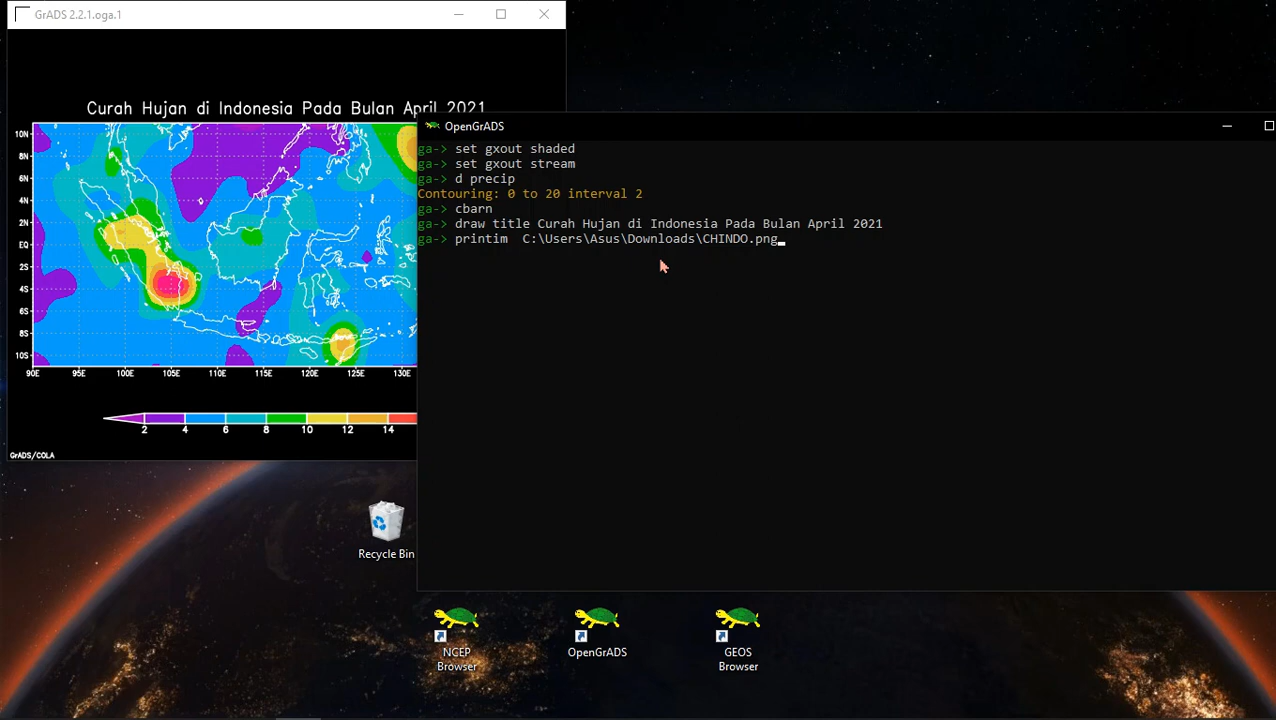 GrADS 2.2.1.oga.1
Curah Hujan di Indonesia Pada Bulan April 2021
10N
8N
6N
4N
2N
EQ
2S
4S
6S
8S
10S
90E 95E 100E 105E 110E 115E 120E 125E 130E
2 4 6 8 10 12 14
GrADS/COLA
OpenGrADS
ga-> set gxout shaded
ga-> set gxout stream
ga-> d precip
Contouring: 0 to 20 interval 2
ga-> cbarn
ga-> draw title Curah Hujan di Indonesia Pada Bulan April 2021
ga-> printim  C:\Users\Asus\Downloads\CHINDO.png
Recycle Bin
NCEP
Browser
OpenGrADS
GEOS
Browser